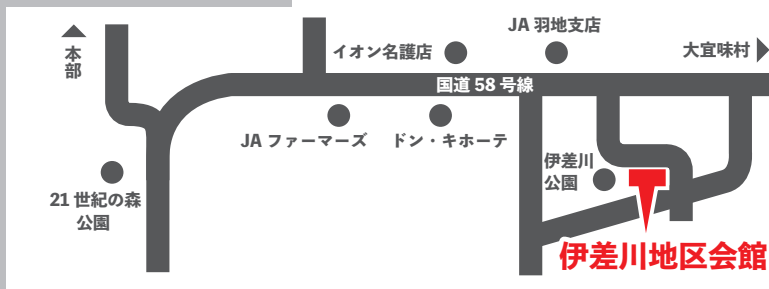 JA 羽地支店
本部
イオン名護店
大宜味村
国道 58 号線
JA ファーマーズ
ドン・キホーテ
伊差川
公園
21 世紀の森
公園
伊差川地区会館